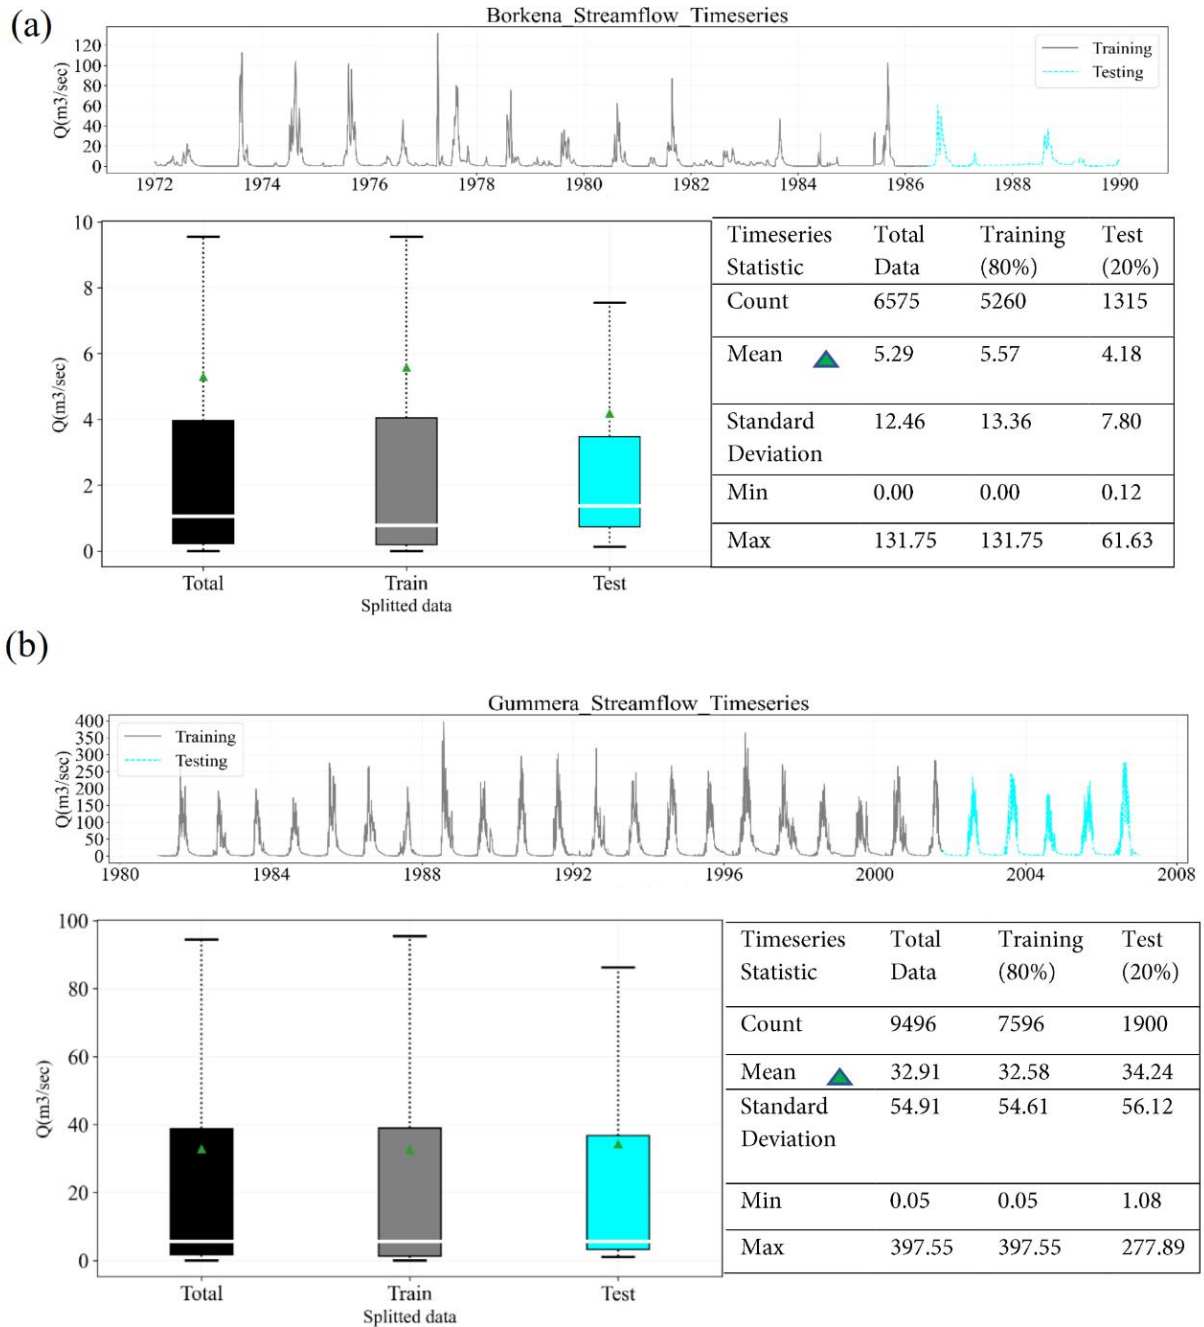 (a)
Borkena_Streamflow_Timeseries
Q(m3/sec)
120
100
80
60
40
20
0
Training
Testing
1972 1974 1976 1978 1980 1982 1984 1986 1988 1990
Q(m3/sec)
10
8
6
4
2
0
Total Train Test
Splitted data
Timeseries Total Training Test
Statistic Data (80%) (20%)
Count 6575 5260 1315
Mean 5.29 5.57 4.18
Standard 12.46 13.36 7.80
Deviation
Min 0.00 0.00 0.12
Max 131.75 131.75 61.63
(b)
Gummera_Streamflow_Timeseries
Q(m3/sec)
400
350
300
250
200
150
100
50
0
Training
Testing
1980 1984 1988 1992 1996 2000 2004 2008
Q(m3/sec)
100
80
60
40
20
0
Total Train Test
Splitted data
Timeseries Total Training Test
Statistic Data (80%) (20%)
Count 9496 7596 1900
Mean 32.91 32.58 34.24
Standard 54.91 54.61 56.12
Deviation
Min 0.05 0.05 1.08
Max 397.55 397.55 277.89